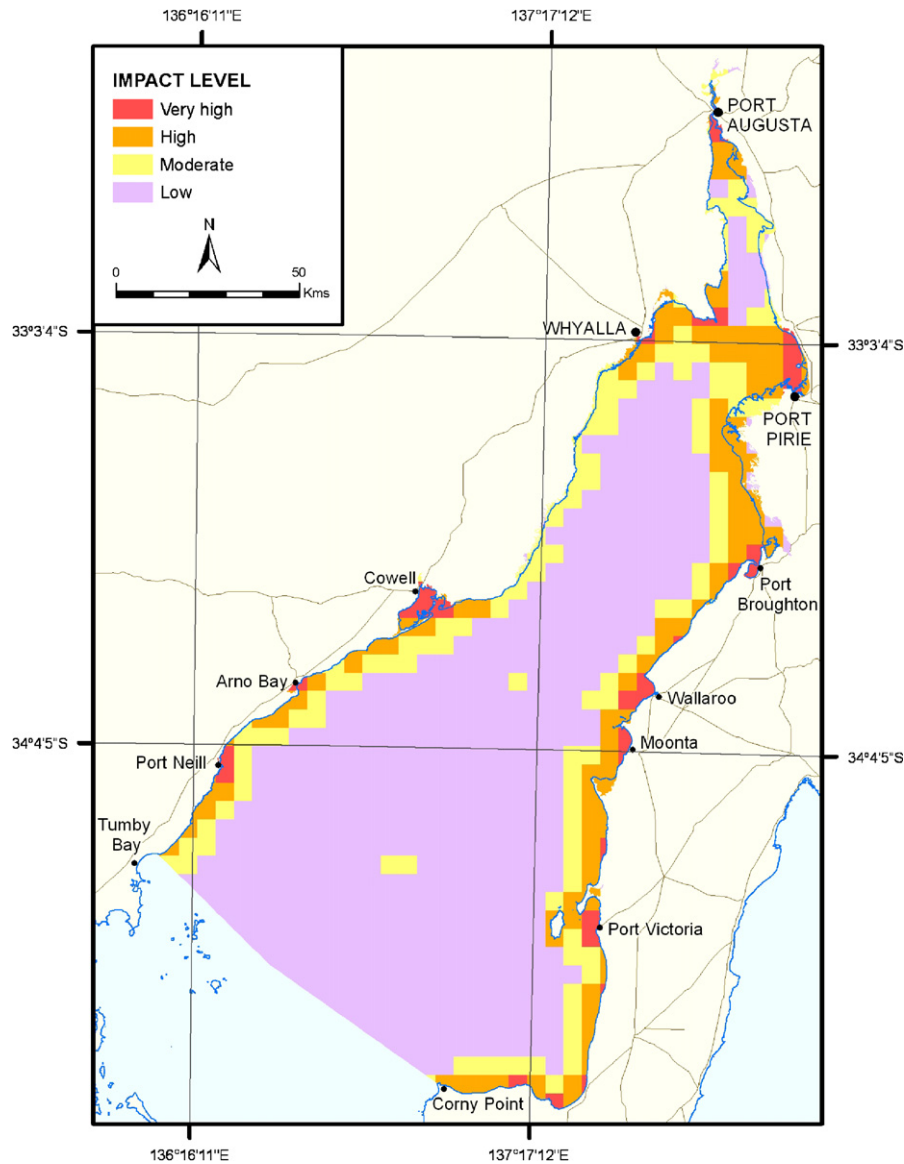 136°16'11"E
137°17'12"E
IMPACT LEVEL
Very high
High
Moderate
Low
N
0
50
Kms
PORT
AUGUSTA
WHYALLA
33°3'4"S
33°3'4"S
PORT
PIRIE
Cowell
Port
Broughton
Arno Bay
Wallaroo
34°4'5"S
Moonta
34°4'5"S
Port Neill
Tumby
Bay
Port Victoria
Corny Point
136°16'11"E
137°17'12"E